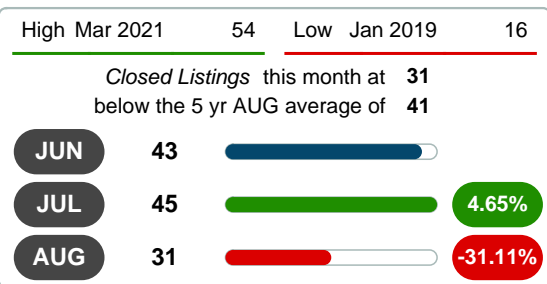 High Mar 2021 54 Low Jan 2019 16
Closed Listings this month at 31
below the 5 yr AUG average of 41
JUN 43
JUL 45 4.65%
AUG 31 -31.11%